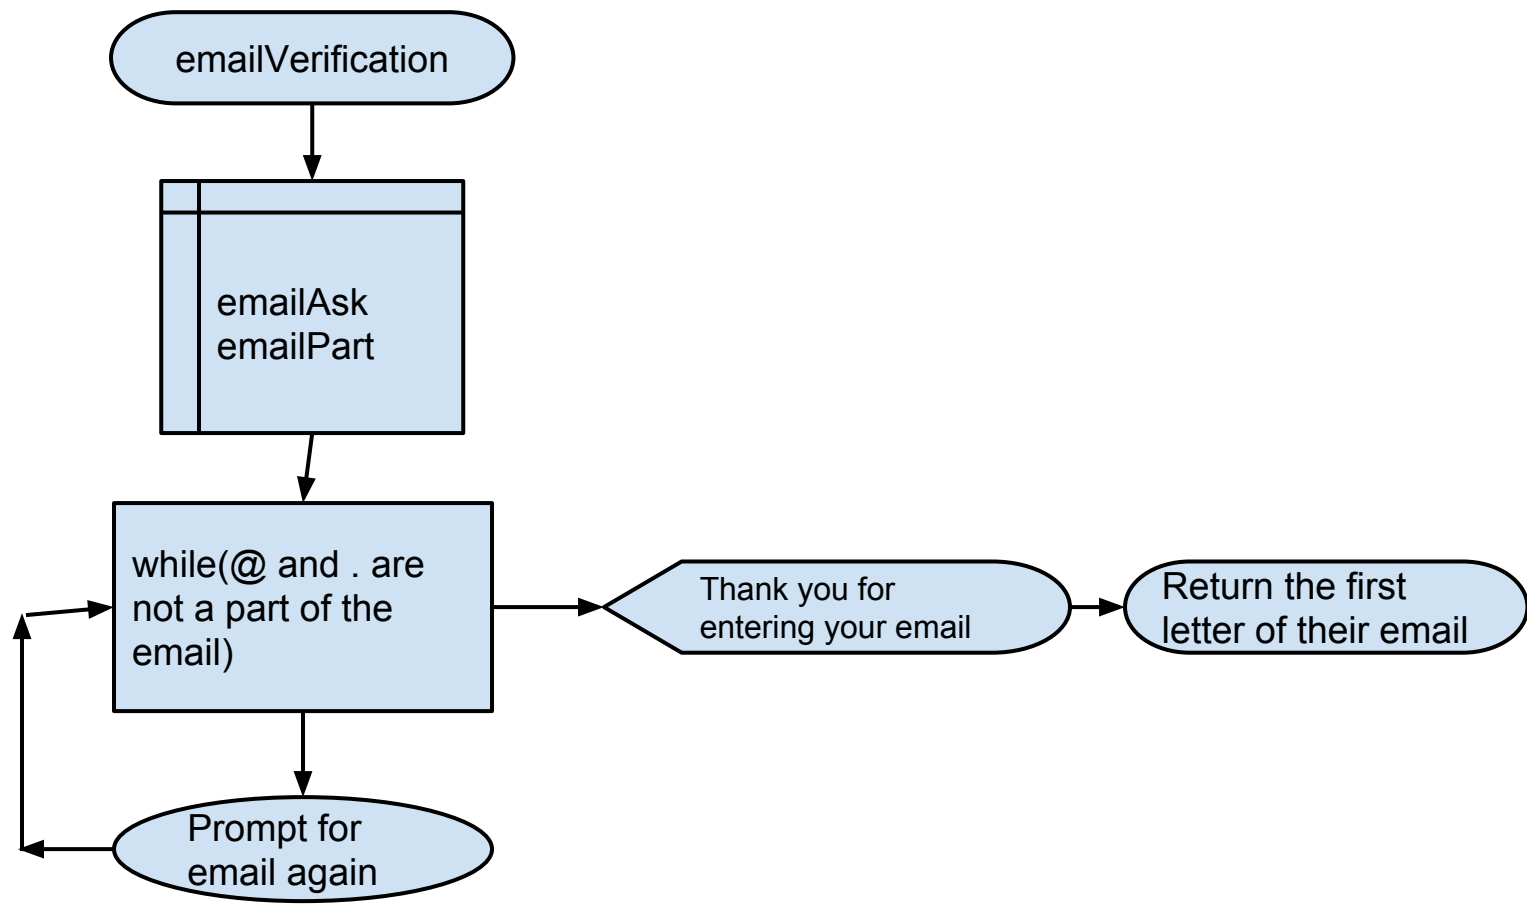 emailVerification
emailAsk
emailPart
while(@ and . are
not a part of the
email)
Thank you for
entering your email
Return the first
letter of their email
Prompt for
email again